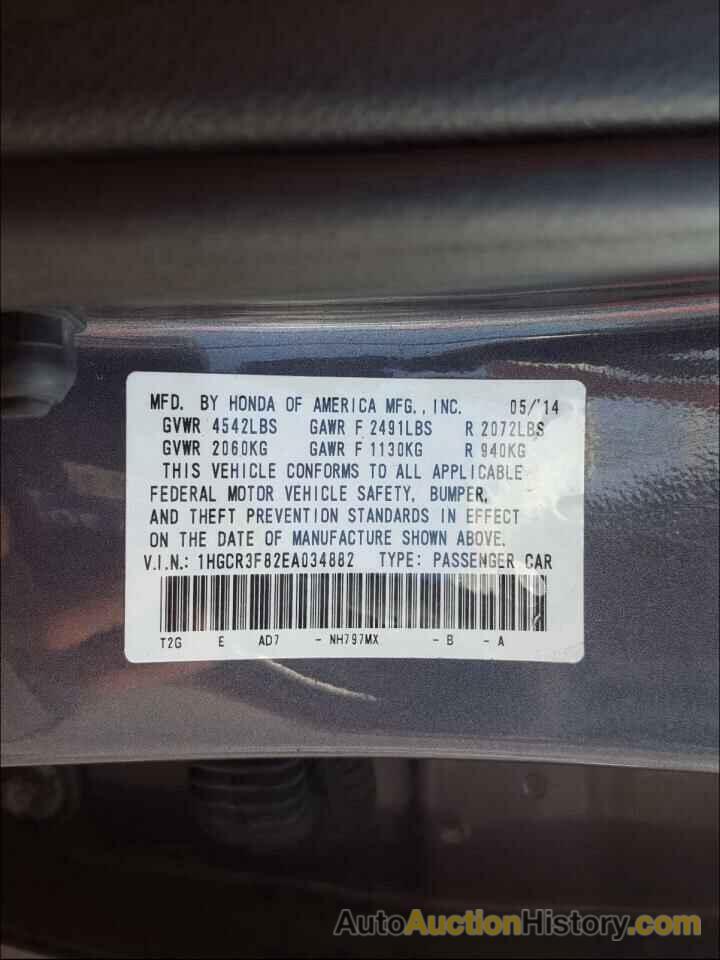 MFD. BY HONDA OF AMERICA MFG., INC. 05/'14
GVWR 4542LBS GAWR F 2491LBS R 2072LBS
GVWR 2060KG GAWR F 1130KG R 940KG
THIS VEHICLE CONFORMS TO ALL APPLICABLE
FEDERAL MOTOR VEHICLE SAFETY, BUMPER,
AND THEFT PREVENTION STANDARDS IN EFFECT
ON THE DATE OF MANUFACTURE SHOWN ABOVE.
V.I.N.: 1HGCR3F82EA034882 TYPE: PASSENGER CAR
T2G E AD7 - NH797MX - B - A
AutoAuctionHistory.com